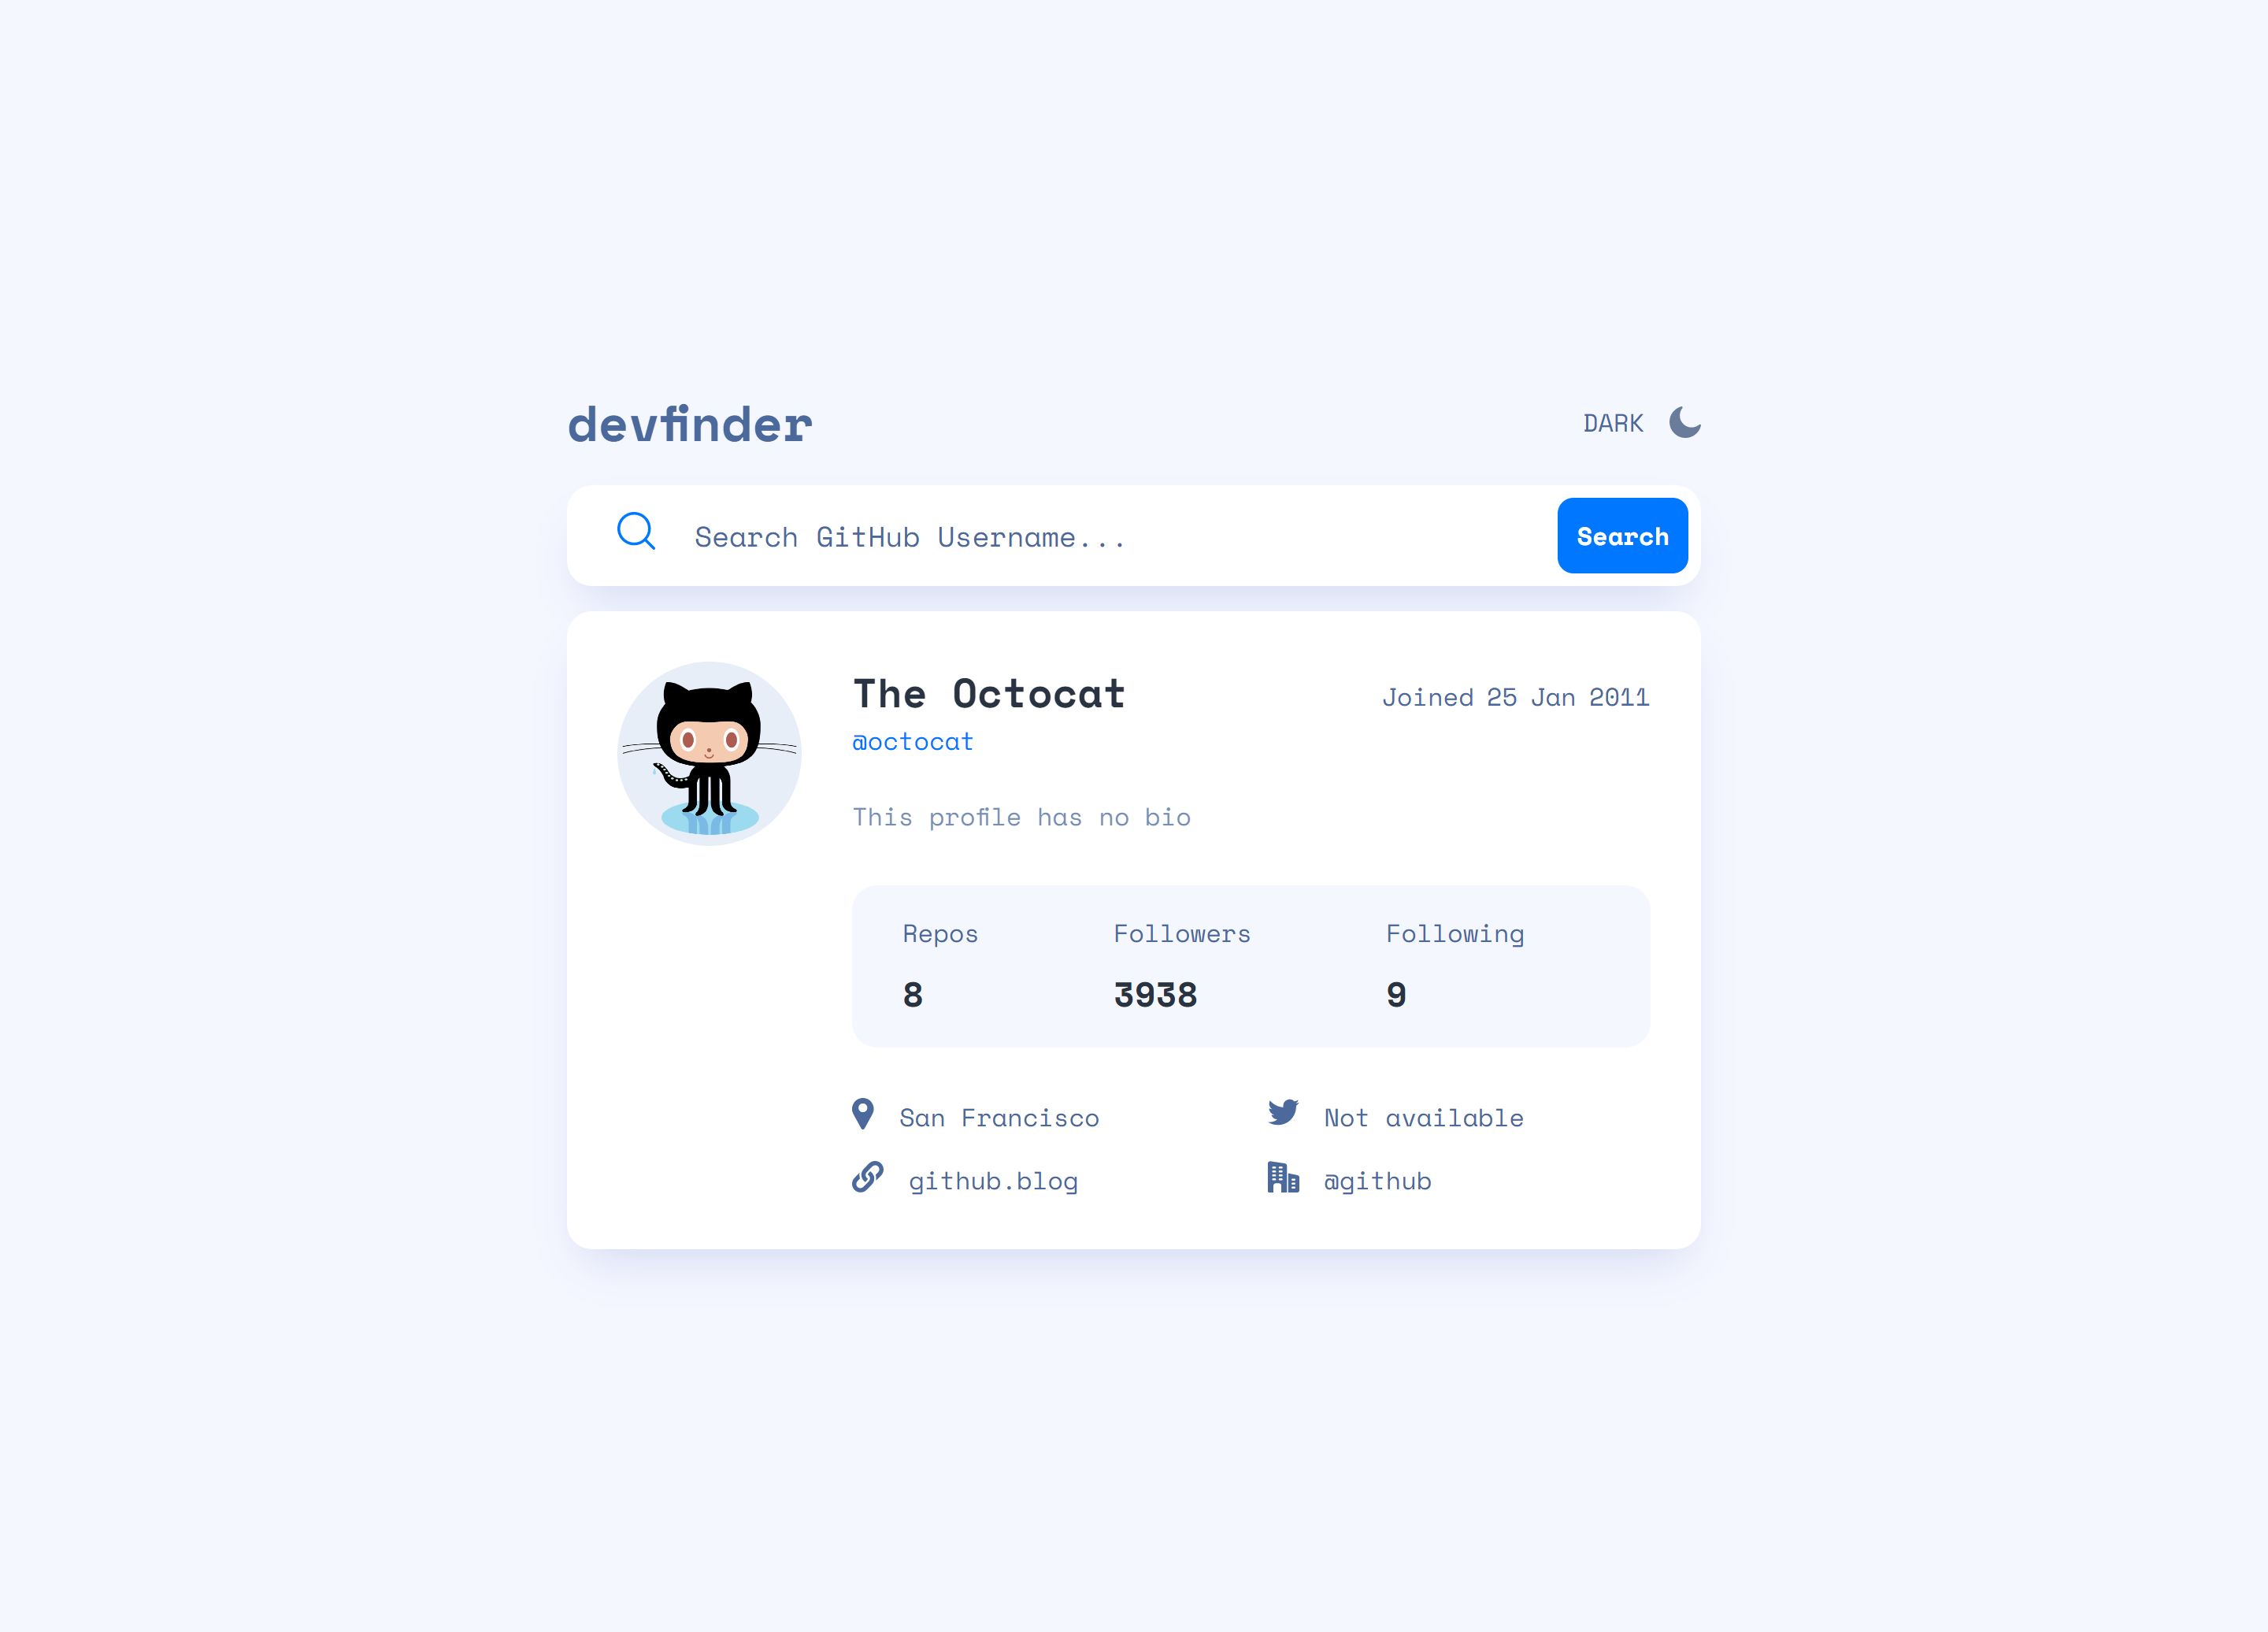 devfinder
DARK
Search GitHub Username...
Search
The Octocat
Joined 25 Jan 2011
@octocat
This profile has no bio
Repos Followers Following
8 3938 9
San Francisco
Not available
github.blog
@github